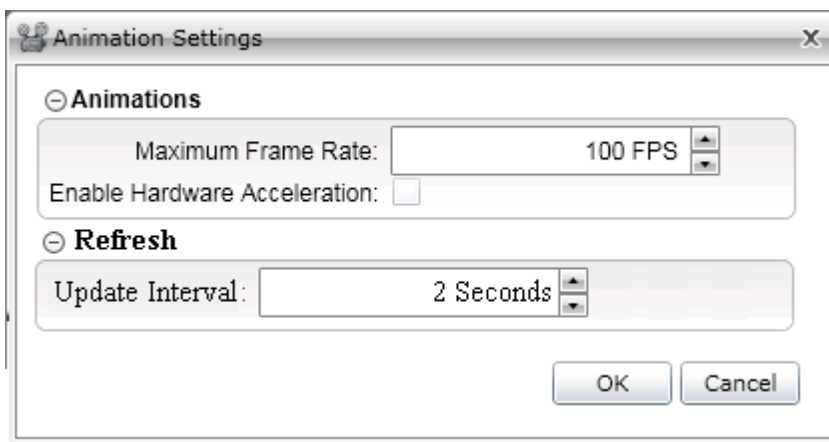 Animation Settings
Animations
Maximum Frame Rate: 100 FPS
Enable Hardware Acceleration:
Refresh
Update Interval: 2 Seconds
OK Cancel